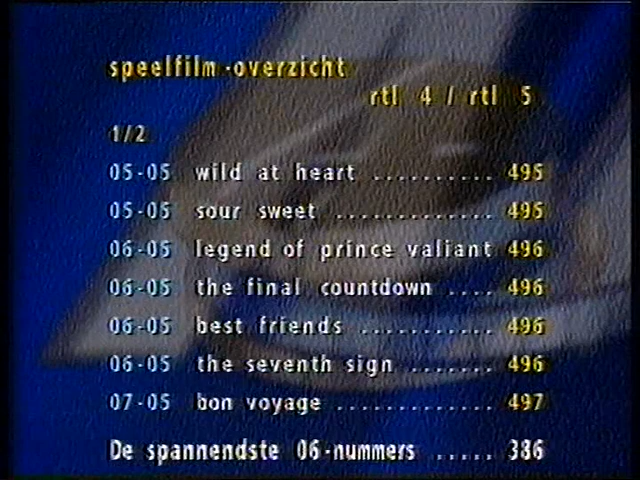 speelfilm-overzicht
rtl 4 / rtl 5
1/2
05-05 wild at heart .......... 495
05-05 sour sweet ............. 495
06-05 legend of prince valiant 496
06-05 the final countdown .... 496
06-05 best friends ........... 496
06-05 the seventh sign ....... 496
07-05 bon voyage ............. 497
De spannendste 06-nummers ..... 386